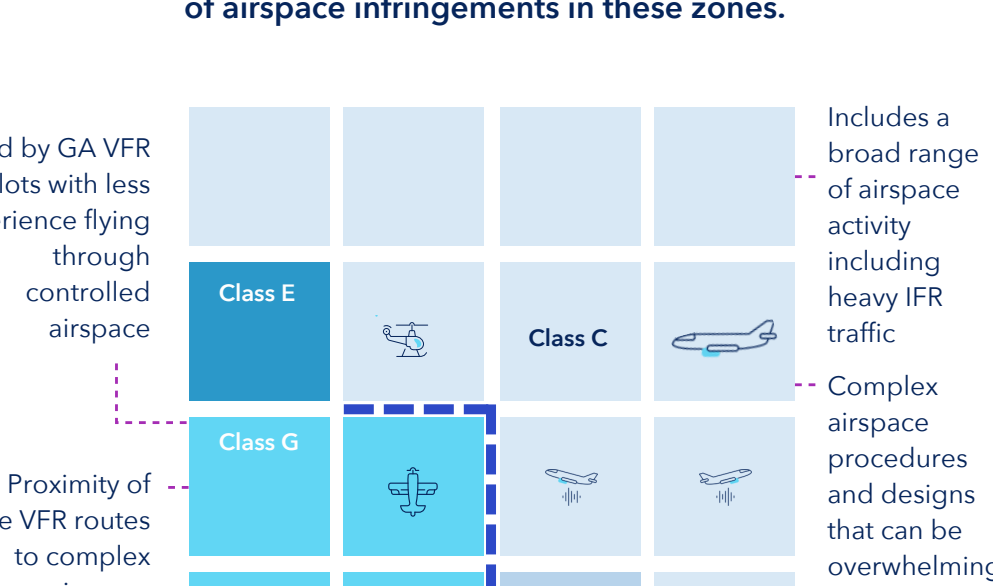 of airspace infringements in these zones.
by GA VFR
with less
flying
through
controlled
airspace
Proximity of
VFR routes
to complex
Class E
Class C
Class G
Includes a
broad range
of airspace
activity
including
heavy IFR
traffic
Complex
airspace
procedures
and designs
that can be
overwhelming